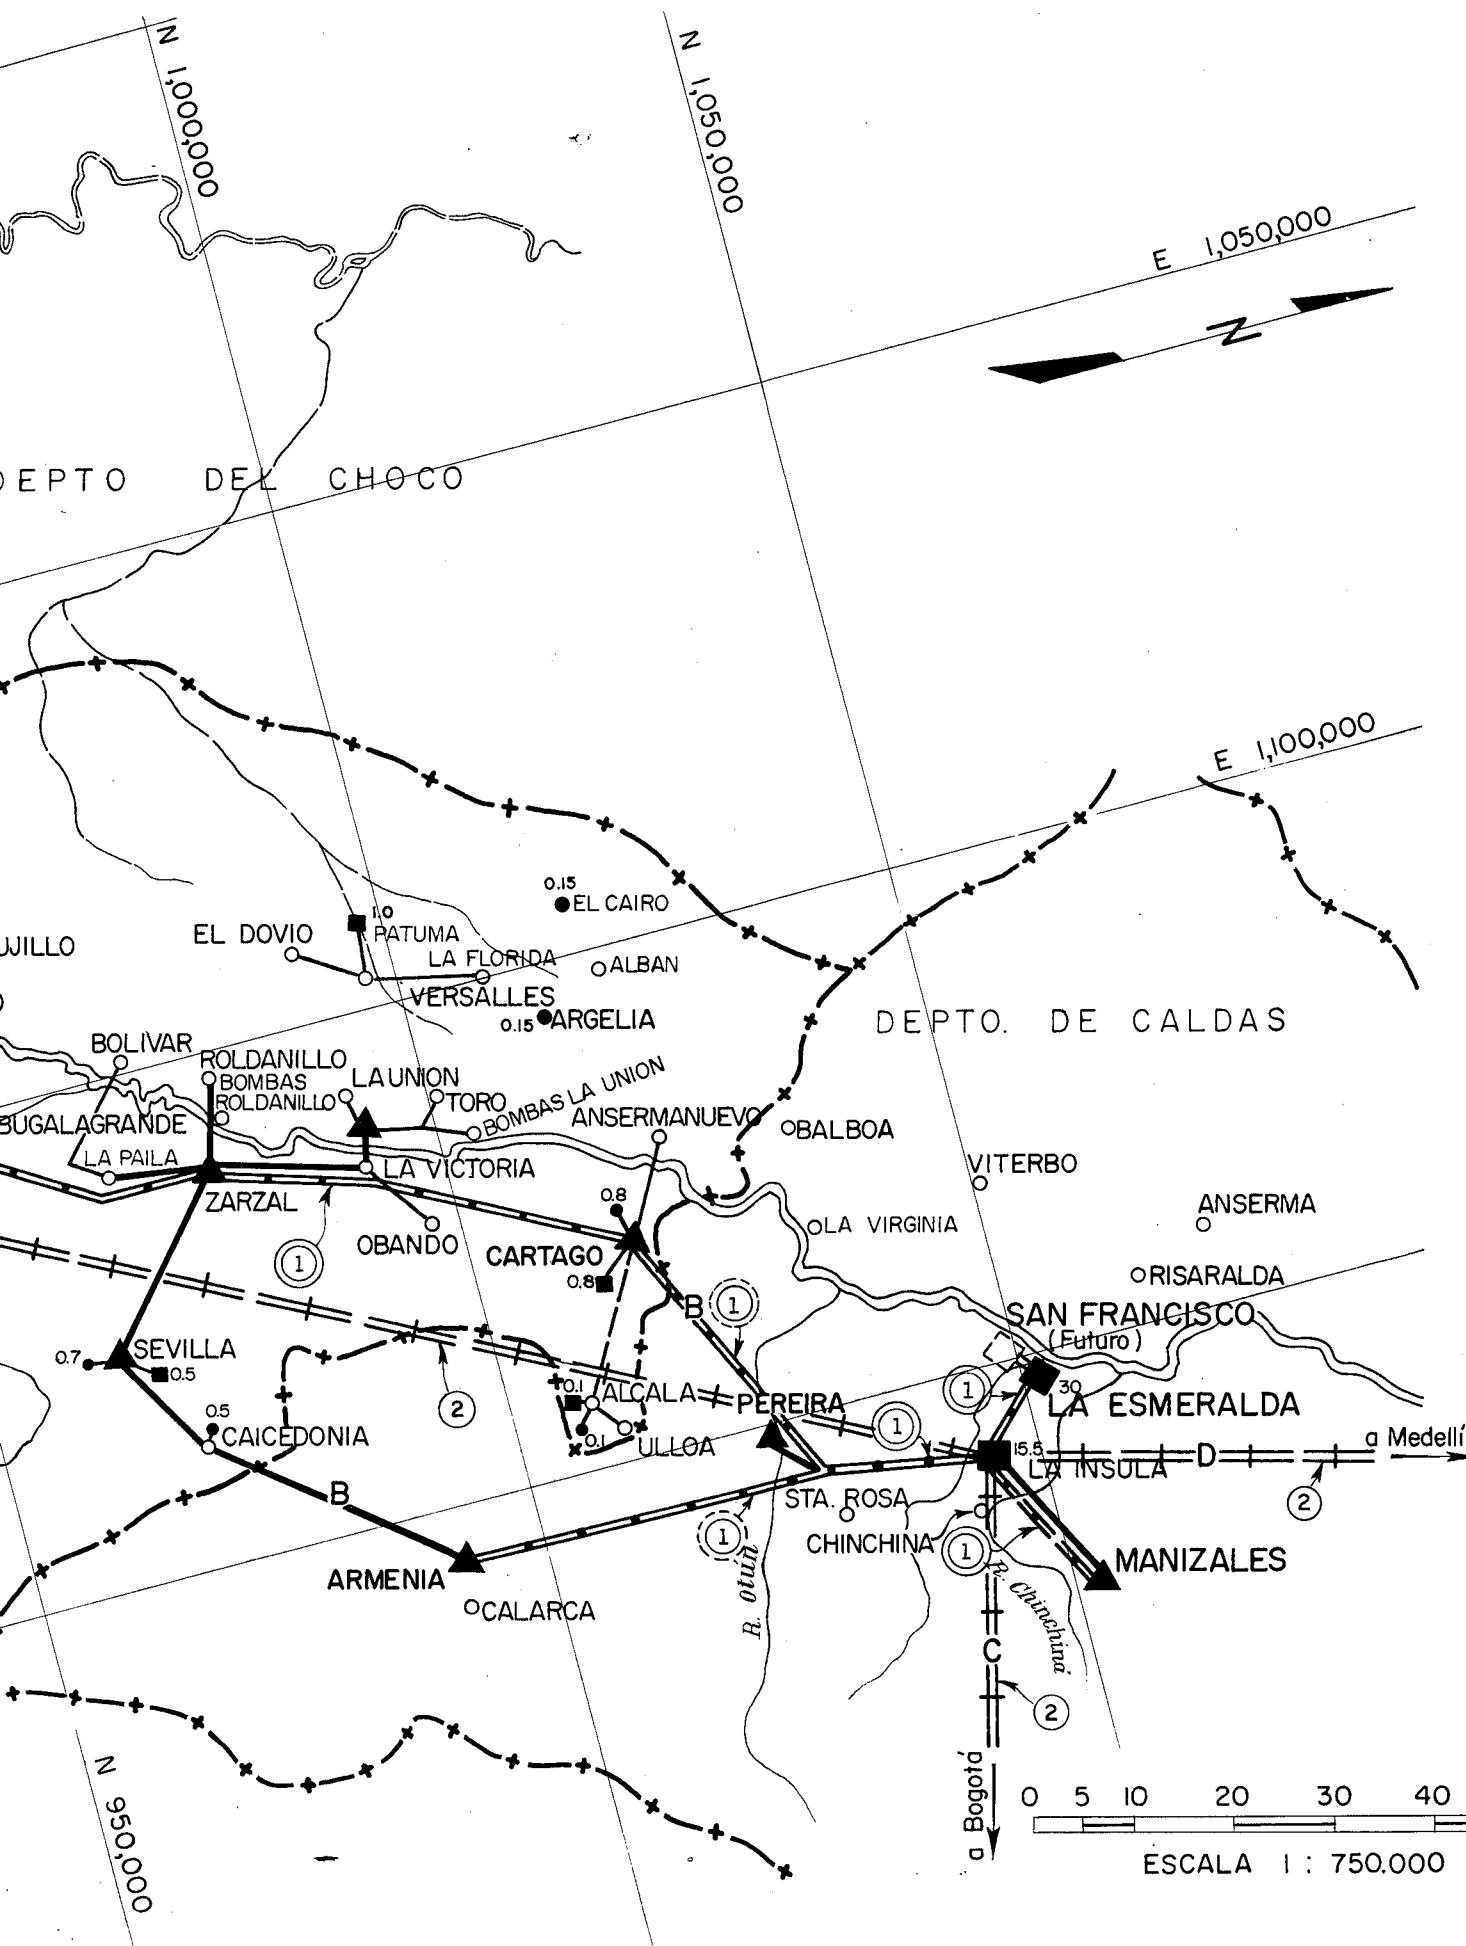 N 1,000,000
N 1,050,000
E 1,050,000
N
DEPTO DEL CHOCO
E 1,100,000
0.15
EL CAIRO
1.0
PATUMA
EL DOVIO
UJILLO
LA FLORIDA
ALBAN
VERSALLES
0.15 ARGELIA
DEPTO. DE CALDAS
BOLIVAR
ROLDANILLO
BOMBAS
ROLDANILLO
LA UNION
TORO
BOMBAS LA UNION
ANSERMANUEVO
BALBOA
BUGALAGRANDE
LA PAILA
LA VICTORIA
VITERBO
ZARZAL
0.8
ANSERMA
LA VIRGINIA
OBANDO
CARTAGO
1
0.8
RISARALDA
B
1
SAN FRANCISCO
(Futuro)
SEVILLA
0.7
0.5
2
0.1
ALCALA
PEREIRA
1
30
LA ESMERALDA
0.5
CAICEDONIA
0.1
ULLOA
1
15.5
LA INSULA
D
a Medellí
2
B
STA. ROSA
CHINCHINA
1
1
ARMENIA
MANIZALES
CALARCA
R. Otún
R. Chinchiná
C
2
a Bogotá
N 950,000
0 5 10 20 30 40
ESCALA 1 : 750.000